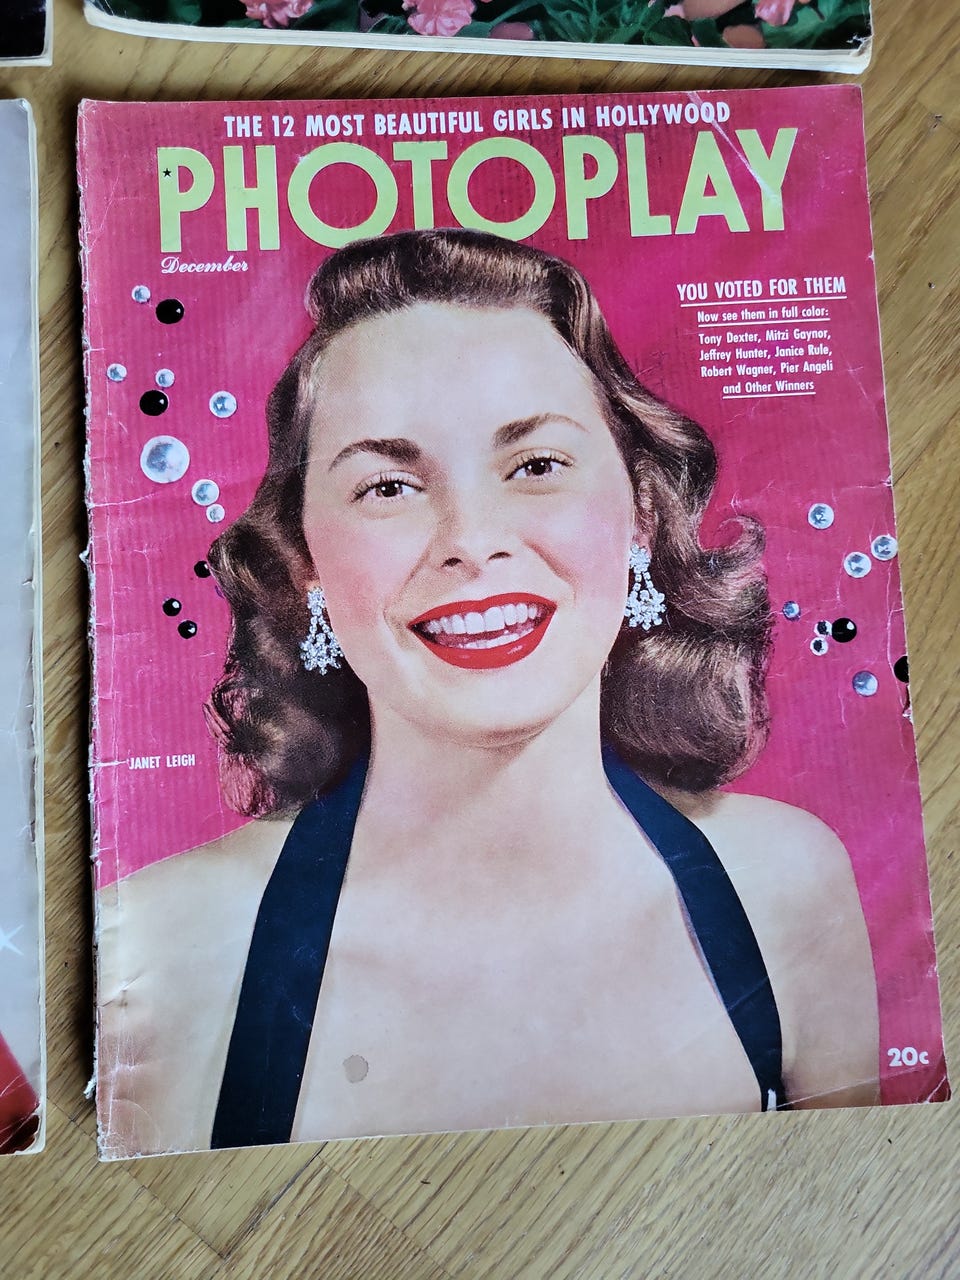 THE 12 MOST BEAUTIFUL GIRLS IN HOLLYWOOD
PHOTOPLAY
December
YOU VOTED FOR THEM
Now see them in full color:
Tony Dexter, Mitzi Gaynor,
Jeffrey Hunter, Janice Rule,
Robert Wagner, Pier Angeli
and Other Winners
JANET LEIGH
20c